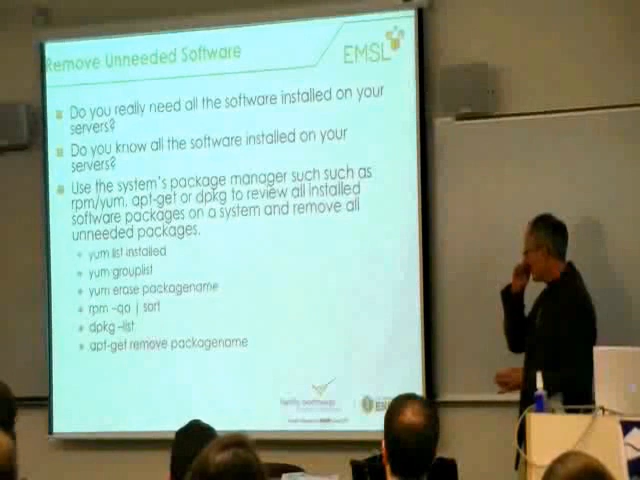 Remove Unneeded Software
EMSL
Do you really need all the software installed on your
servers?
Do you know all the software installed on your
servers?
Use the system's package manager such such as
rpm/yum, apt-get or dpkg to review all installed
software packages on a system and remove all
unneeded packages.
yum list installed
yum grouplist
yum erase packagename
rpm –qa | sort
dpkg –list
apt-get remove packagename